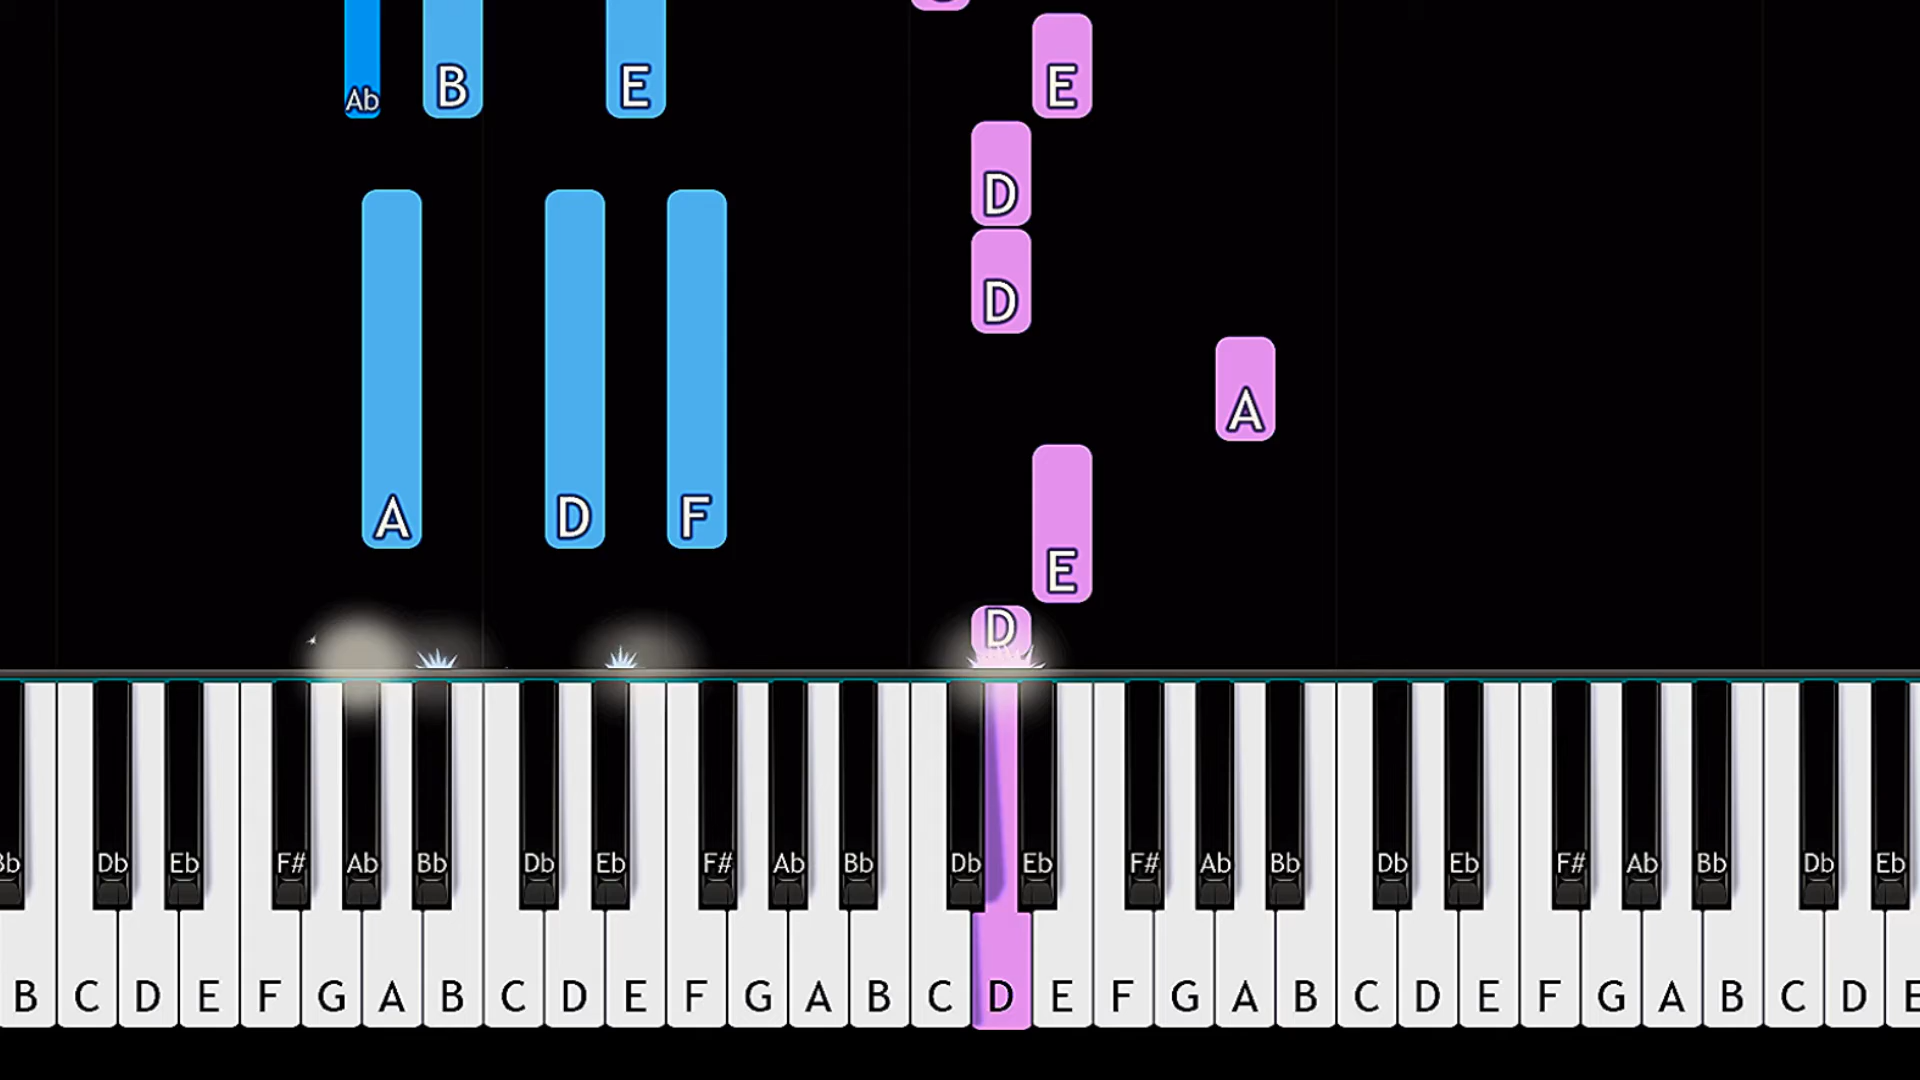 Ab B E E
D
D
A
A D F E
D
Bb Db Eb F# Ab Bb Db Eb F# Ab Bb Db Eb F# Ab Bb Db Eb F# Ab Bb Db Eb
B C D E F G A B C D E F G A B C D E F G A B C D E F G A B C D E